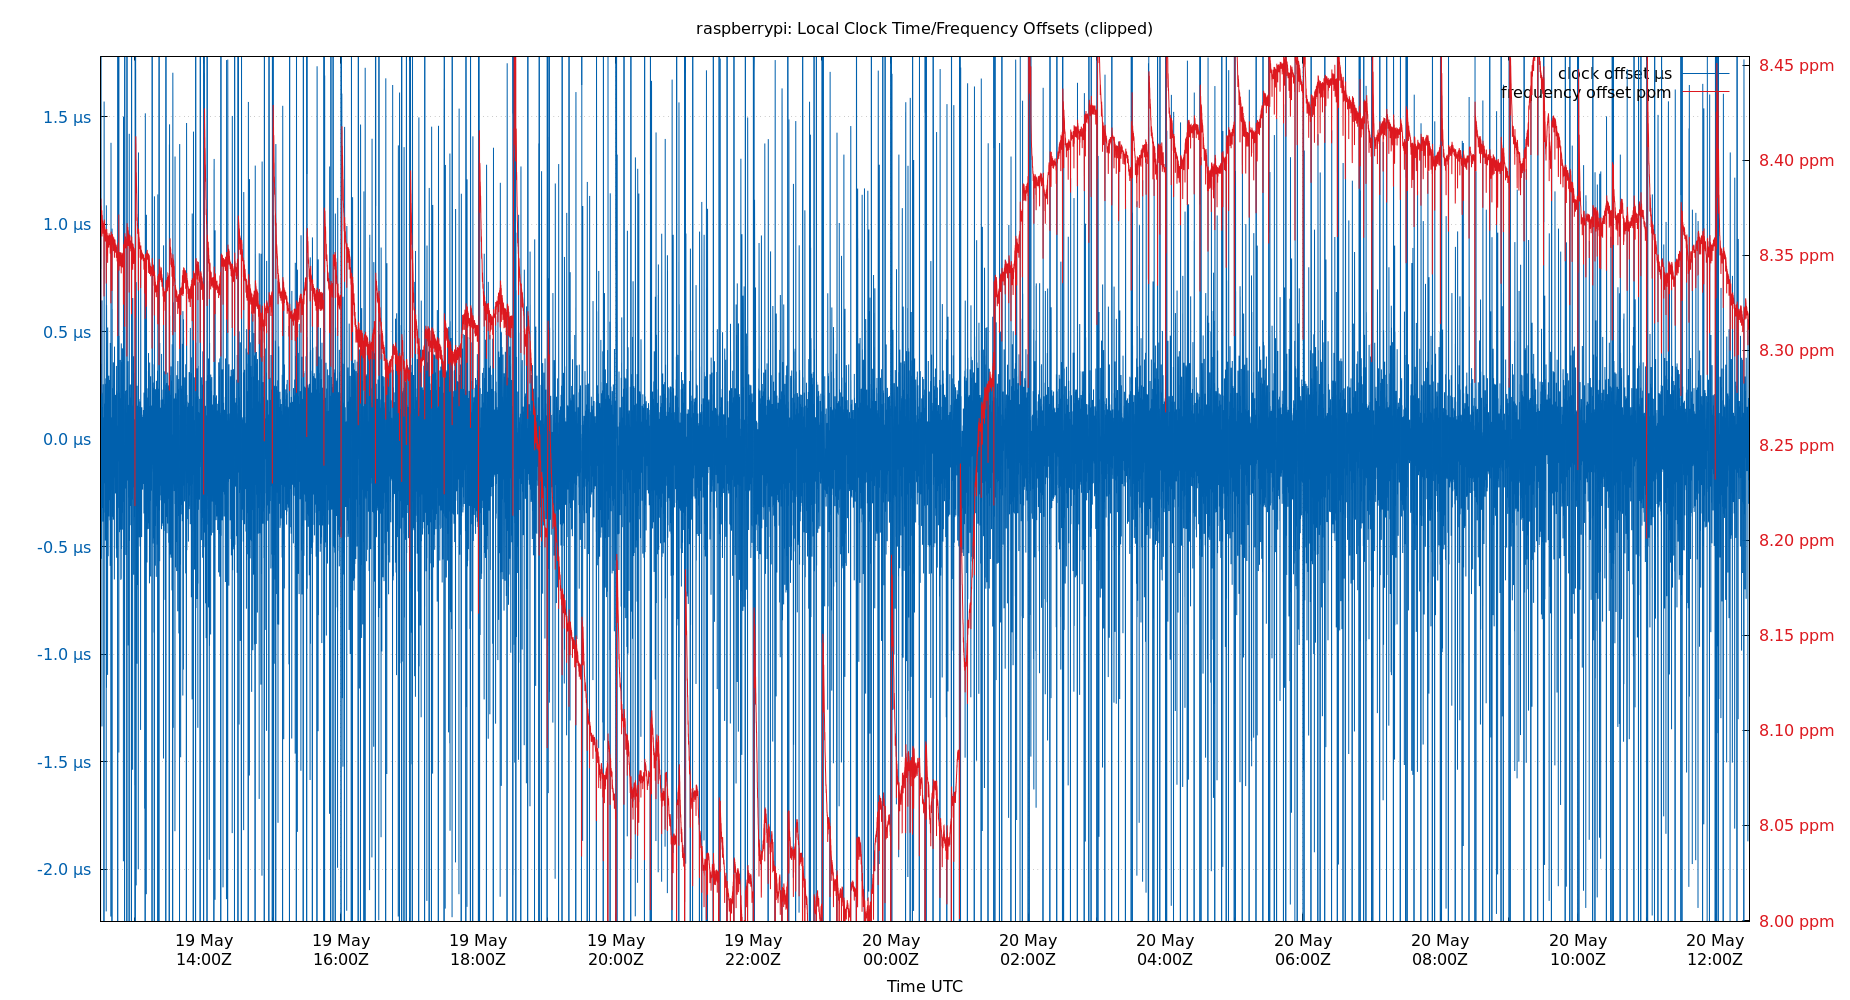 raspberrypi: Local Clock Time/Frequency Offsets (clipped)
clock offset µs
frequency offset ppm
1.5 µs
1.0 µs
0.5 µs
0.0 µs
-0.5 µs
-1.0 µs
-1.5 µs
-2.0 µs
8.45 ppm
8.40 ppm
8.35 ppm
8.30 ppm
8.25 ppm
8.20 ppm
8.15 ppm
8.10 ppm
8.05 ppm
8.00 ppm
19 May
14:00Z
19 May
16:00Z
19 May
18:00Z
19 May
20:00Z
19 May
22:00Z
20 May
00:00Z
20 May
02:00Z
20 May
04:00Z
20 May
06:00Z
20 May
08:00Z
20 May
10:00Z
20 May
12:00Z
Time UTC